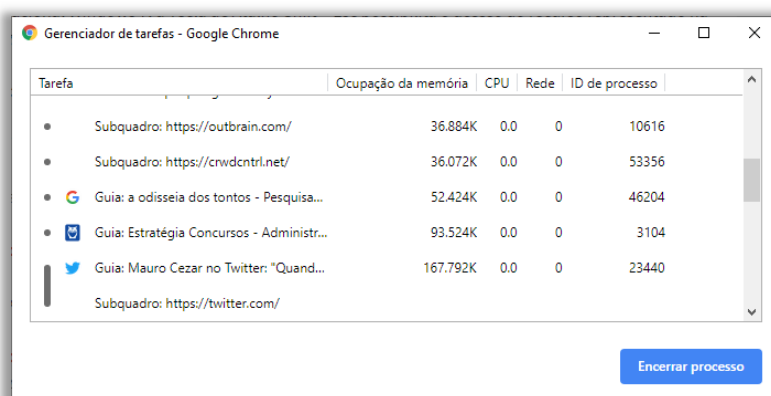 Gerenciador de tarefas - Google Chrome
Tarefa Ocupação da memória CPU Rede ID de processo
Subquadro: https://outbrain.com/ 36.884K 0.0 0 10616
Subquadro: https://crwdcntrl.net/ 36.072K 0.0 0 53356
Guia: a odisseia dos tontos - Pesquisa... 52.424K 0.0 0 46204
Guia: Estratégia Concursos - Administr... 93.524K 0.0 0 3104
Guia: Mauro Cezar no Twitter: "Quand... 167.792K 0.0 0 23440
Subquadro: https://twitter.com/
Encerrar processo